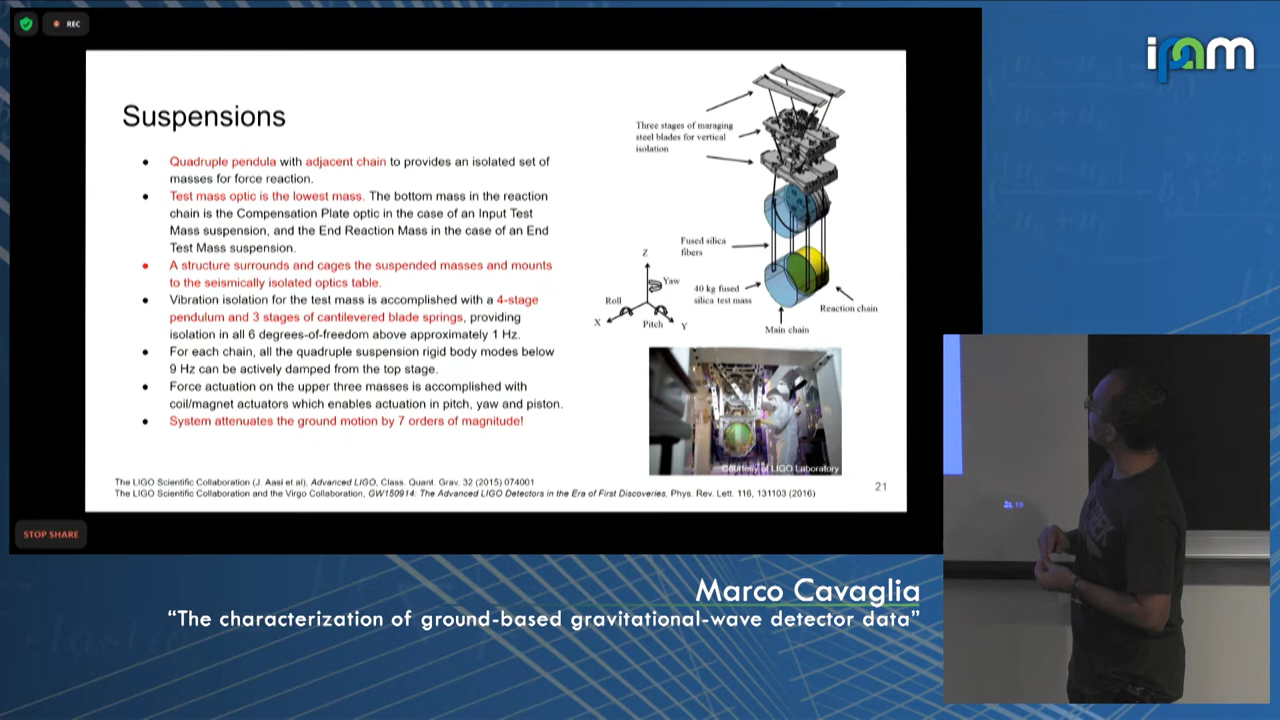 REC
ipam
Suspensions
Three stages of maraging
steel blades for vertical
isolation
• Quadruple pendula with adjacent chain to provides an isolated set of
masses for force reaction.
• Test mass optic is the lowest mass. The bottom mass in the reaction
chain is the Compensation Plate optic in the case of an Input Test
Mass suspension, and the End Reaction Mass in the case of an End
Test Mass suspension.
• A structure surrounds and cages the suspended masses and mounts
to the seismically isolated optics table.
• Vibration isolation for the test mass is accomplished with a 4-stage
pendulum and 3 stages of cantilevered blade springs, providing
isolation in all 6 degrees-of-freedom above approximately 1 Hz.
• For each chain, all the quadruple suspension rigid body modes below
9 Hz can be actively damped from the top stage.
• Force actuation on the upper three masses is accomplished with
coil/magnet actuators which enables actuation in pitch, yaw and piston.
• System attenuates the ground motion by 7 orders of magnitude!
Fused silica
fibers
Z
Yaw
40 kg fused
silica test mass
Roll
X
Pitch
Y
Reaction chain
Main chain
Courtesy of LIGO Laboratory
The LIGO Scientific Collaboration (J. Aasi et al), Advanced LIGO, Class. Quant. Grav. 32 (2015) 074001
The LIGO Scientific Collaboration and the Virgo Collaboration, GW150914: The Advanced LIGO Detectors in the Era of First Discoveries, Phys. Rev. Lett. 116, 131103 (2016)
21
19
STOP SHARE
Marco Cavaglia
“The characterization of ground-based gravitational-wave detector data”